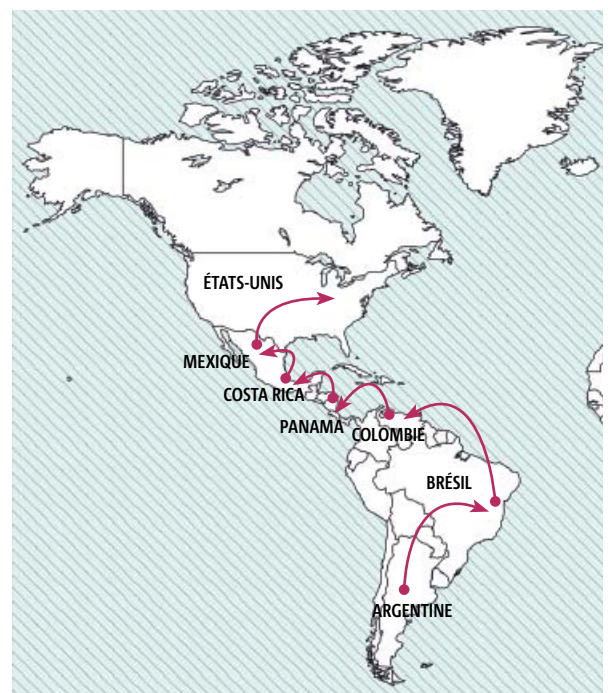 ÉTATS-UNIS
MEXIQUE
COSTA RICA
PANAMA
COLOMBIE
BRÉSIL
ARGENTINE